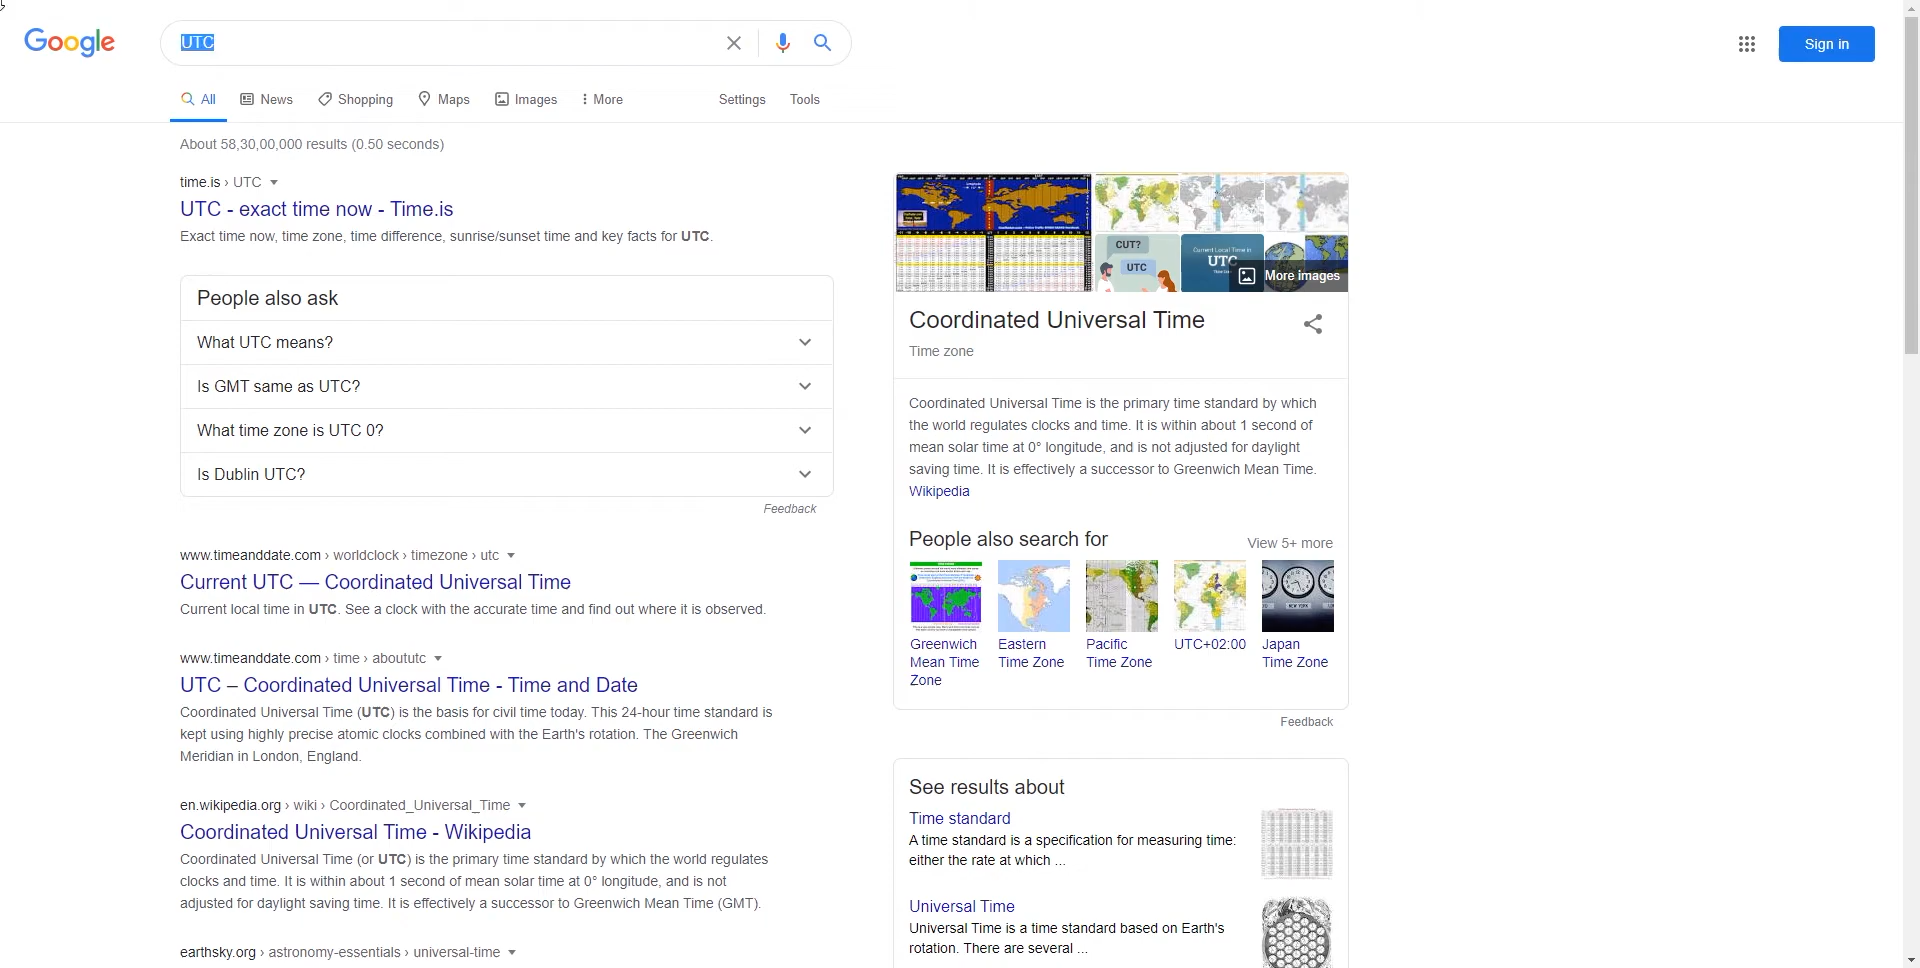 Google
UTC
Sign in
All
News
Shopping
Maps
Images
More
Settings
Tools
About 58,30,00,000 results (0.50 seconds)
time.is › UTC
UTC - exact time now - Time.is
Exact time now, time zone, time difference, sunrise/sunset time and key facts for UTC.
People also ask
What UTC means?
Is GMT same as UTC?
What time zone is UTC 0?
Is Dublin UTC?
Feedback
www.timeanddate.com › worldclock › timezone › utc
Current UTC — Coordinated Universal Time
Current local time in UTC. See a clock with the accurate time and find out where it is observed.
www.timeanddate.com › time › aboututc
UTC – Coordinated Universal Time - Time and Date
Coordinated Universal Time (UTC) is the basis for civil time today. This 24-hour time standard is
kept using highly precise atomic clocks combined with the Earth's rotation. The Greenwich
Meridian in London, England.
en.wikipedia.org › wiki › Coordinated_Universal_Time
Coordinated Universal Time - Wikipedia
Coordinated Universal Time (or UTC) is the primary time standard by which the world regulates
clocks and time. It is within about 1 second of mean solar time at 0° longitude, and is not
adjusted for daylight saving time. It is effectively a successor to Greenwich Mean Time (GMT).
earthsky.org › astronomy-essentials › universal-time
CUT?
UTC
Current Local Time in
UTC
More images
Coordinated Universal Time
Time zone
Coordinated Universal Time is the primary time standard by which
the world regulates clocks and time. It is within about 1 second of
mean solar time at 0° longitude, and is not adjusted for daylight
saving time. It is effectively a successor to Greenwich Mean Time.
Wikipedia
People also search for
View 5+ more
NEW YORK
Greenwich
Mean Time
Zone
Eastern
Time Zone
Pacific
Time Zone
UTC+02:00
Japan
Time Zone
Feedback
See results about
Time standard
A time standard is a specification for measuring time:
either the rate at which ...
Universal Time
Universal Time is a time standard based on Earth's
rotation. There are several ...